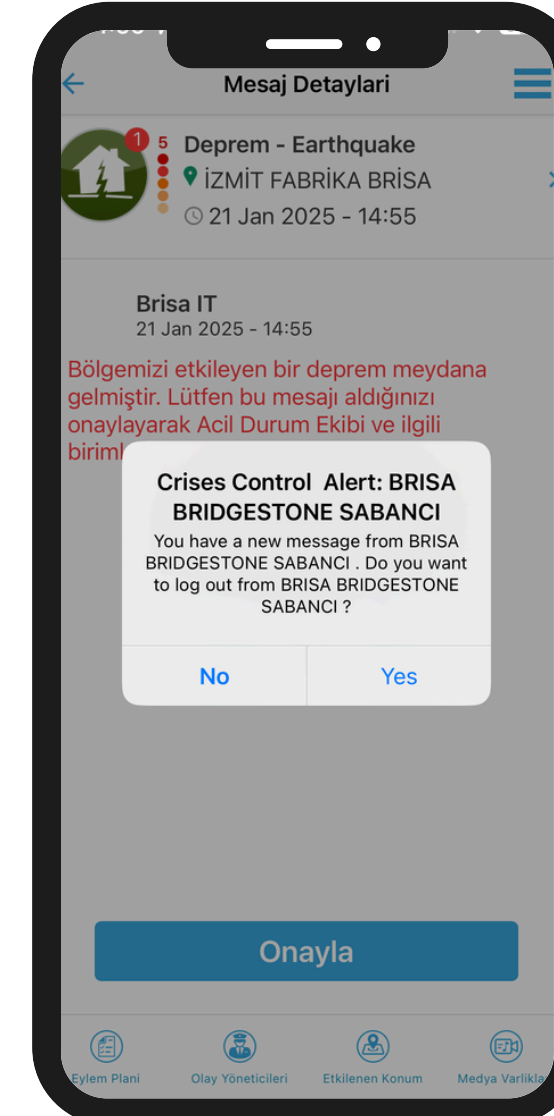 Mesaj Detaylari
1
5
Deprem - Earthquake
İZMİT FABRİKA BRİSA
21 Jan 2025 - 14:55
Brisa IT
21 Jan 2025 - 14:55
Bölgemizi etkileyen bir deprem meydana
gelmiştir. Lütfen bu mesajı aldığınızı
onaylayarak Acil Durum Ekibi ve ilgili
Crises Control Alert: BRISA
BRIDGESTONE SABANCI
You have a new message from BRISA
BRIDGESTONE SABANCI . Do you want
to log out from BRISA BRIDGESTONE
SABANCI ?
No
Yes
Onayla
Eylem Plani
Olay Yöneticileri
Etkilenen Konum
Medya